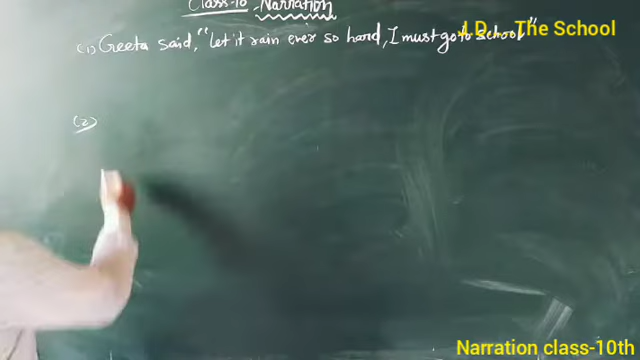 Class-10 - Narration
(1) Geeta said, "let it rain ever so hard, I must go to school"
J.D... The School
(2)
Narration class-10th